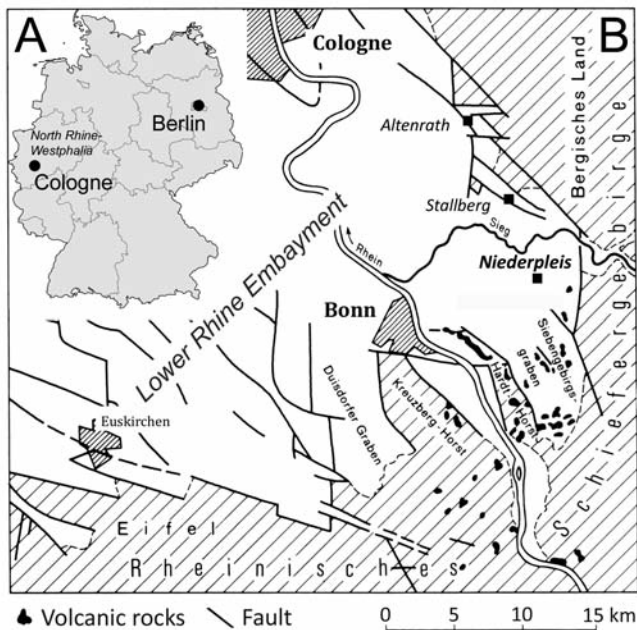 A
B
Cologne
North Rhine-
Westphalia
Berlin
Cologne
Altenrath
Stallberg
Bergisches Land
Sieg
Rhein
Niederpleis
Lower Rhine Embayment
Bonn
Siebengebirgs-
graben
Hardt-
Horst
Duisdorfer Graben
Kreuzberg-Horst
Euskirchen
Eifel
Rheinisches
Schiefergebirge
Volcanic rocks
Fault
0 5 10 15 km